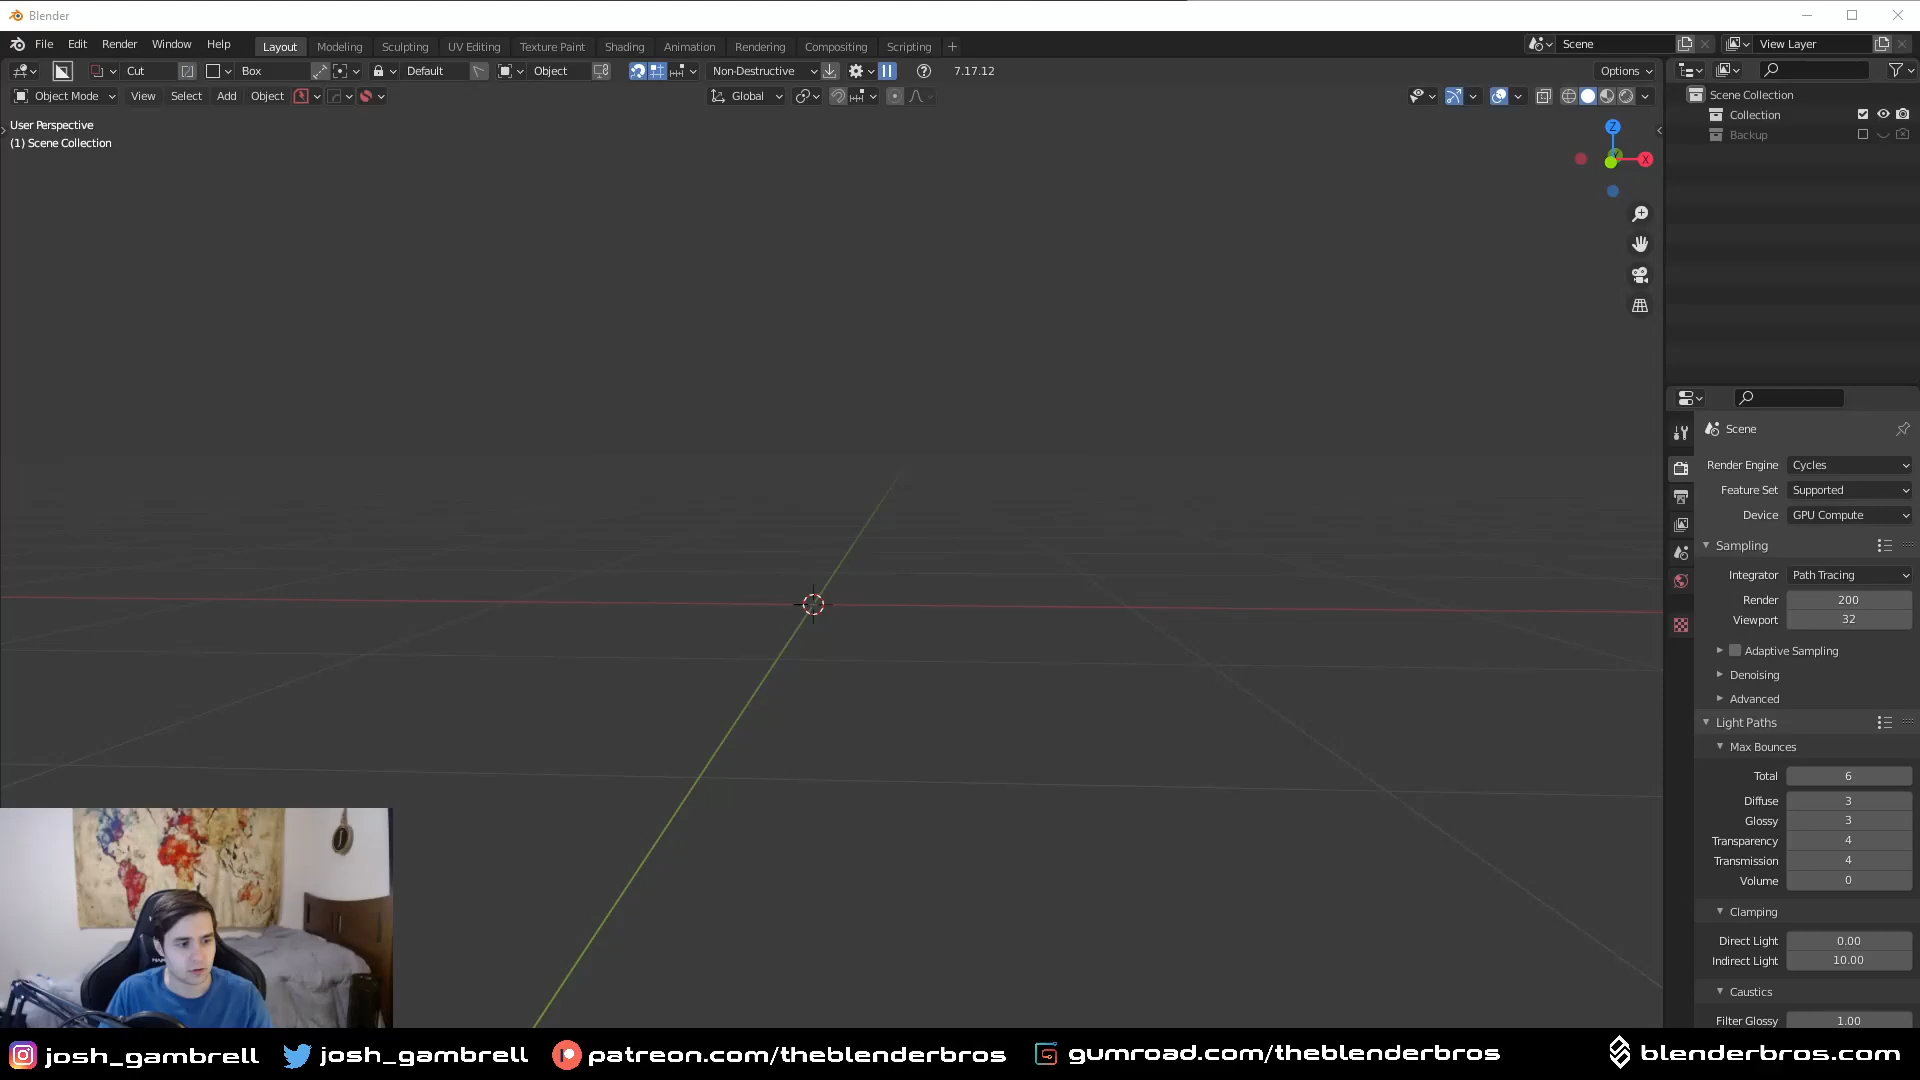 Blender
File Edit Render Window Help Layout Modeling Sculpting UV Editing Texture Paint Shading Animation Rendering Compositing Scripting + Scene View Layer
Cut Box Default Object Non-Destructive 7.17.12 Options
Object Mode View Select Add Object Global
User Perspective
(1) Scene Collection
Z
X
Scene Collection
Collection
Backup
Scene
Render Engine Cycles
Feature Set Supported
Device GPU Compute
Sampling
Integrator Path Tracing
Render 200
Viewport 32
Adaptive Sampling
Denoising
Advanced
Light Paths
Max Bounces
Total 6
Diffuse 3
Glossy 3
Transparency 4
Transmission 4
Volume 0
Clamping
Direct Light 0.00
Indirect Light 10.00
Caustics
Filter Glossy 1.00
josh_gambrell josh_gambrell patreon.com/theblenderbros gumroad.com/theblenderbros blenderbros.com